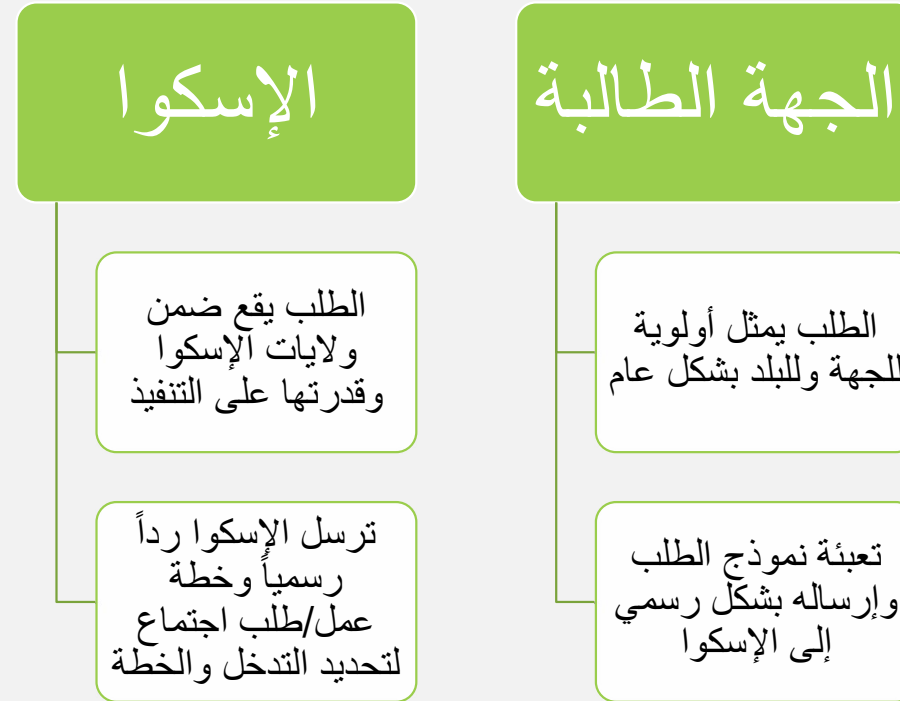 الجهة الطالبة
الطلب يمثل أولوية
للجهة وللبلد بشكل عام
تعبئة نموذج الطلب
وإرساله بشكل رسمي
إلى الإسكوا
الإسكوا
الطلب يقع ضمن
ولايات الإسكوا
وقدرتها على التنفيذ
ترسل الإسكوا رداً
رسمياً وخطة
عمل/طلب اجتماع
لتحديد التدخل والخطة